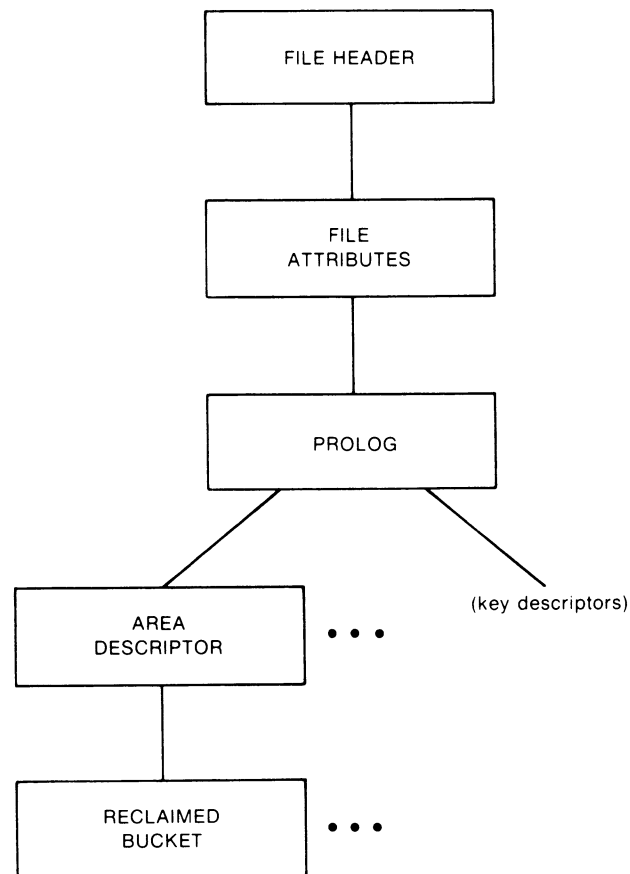 FILE HEADER
FILE
ATTRIBUTES
PROLOG
AREA
DESCRIPTOR
• • •
(key descriptors)
RECLAIMED
BUCKET
• • •